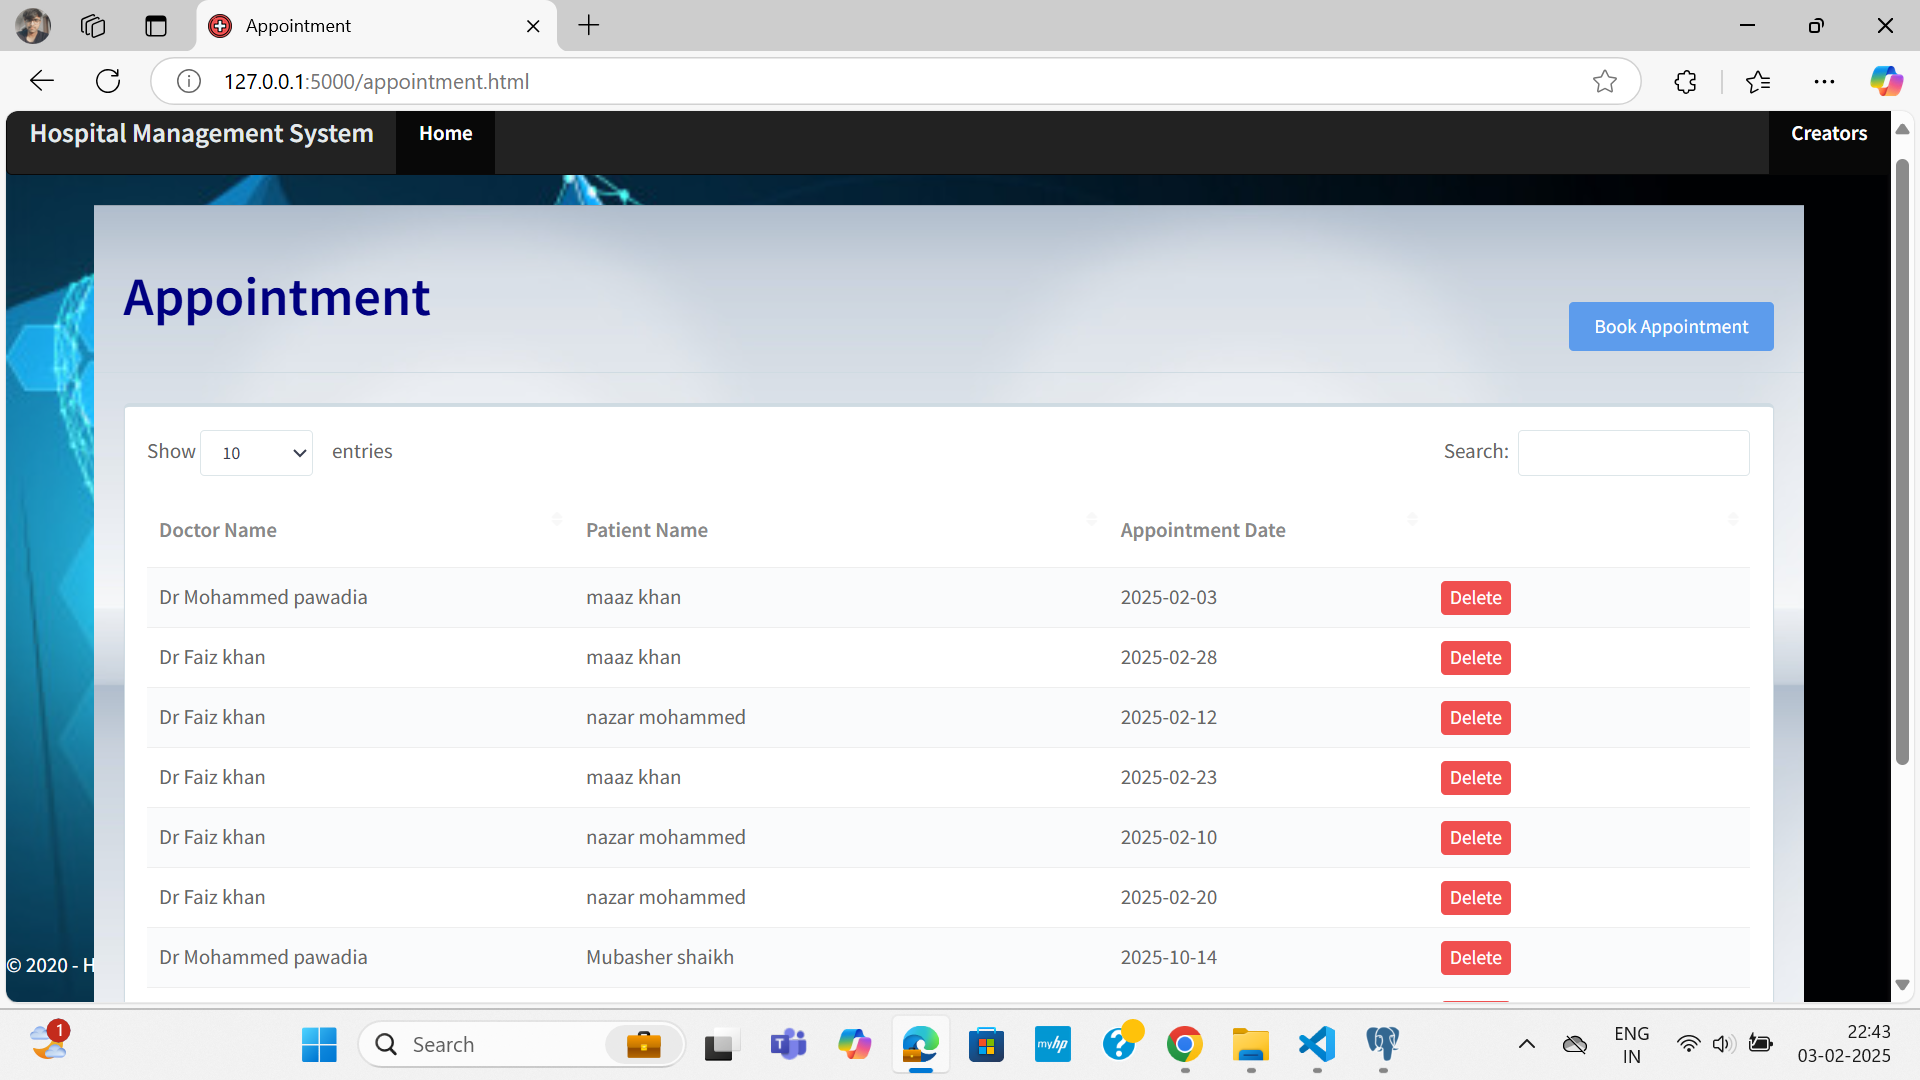 Appointment
127.0.0.1:5000/appointment.html
Hospital Management System Home Creators
Appointment
Book Appointment
Show 10 entries Search:
Doctor Name Patient Name Appointment Date
Dr Mohammed pawadia maaz khan 2025-02-03 Delete
Dr Faiz khan maaz khan 2025-02-28 Delete
Dr Faiz khan nazar mohammed 2025-02-12 Delete
Dr Faiz khan maaz khan 2025-02-23 Delete
Dr Faiz khan nazar mohammed 2025-02-10 Delete
Dr Faiz khan nazar mohammed 2025-02-20 Delete
Dr Mohammed pawadia Mubasher shaikh 2025-10-14 Delete
© 2020 - H
1
Search
T
myhp
?
ENG
IN
22:43
03-02-2025